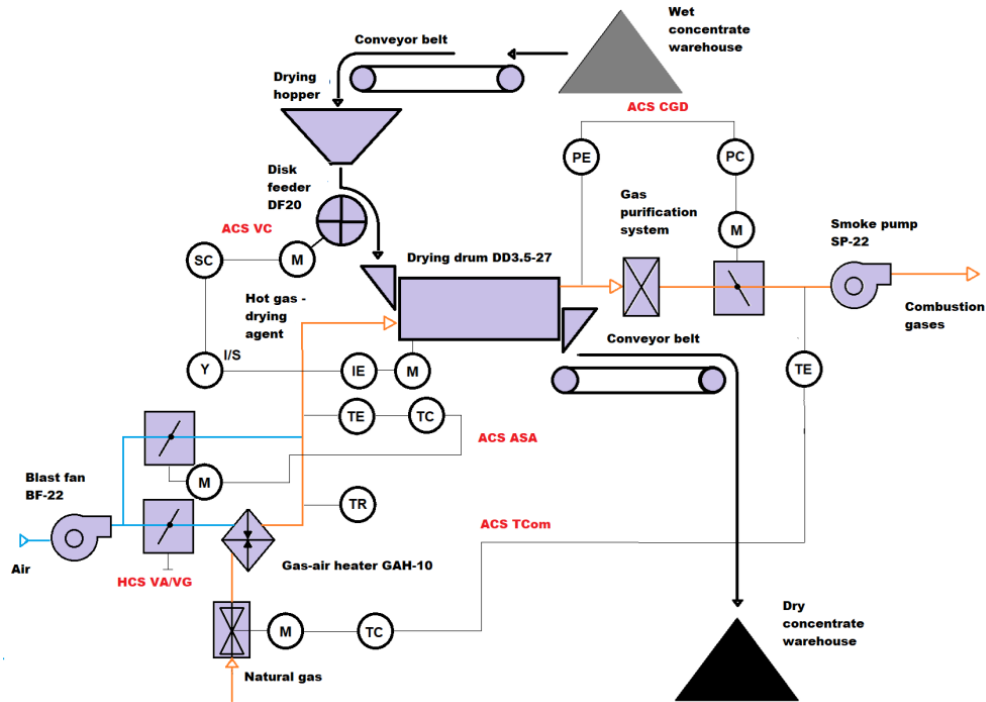 Wet
concentrate
warehouse
Conveyor belt
Drying
hopper
ACS CGD
PE
PC
Disk
feeder
DF20
Gas
purification
system
ACS VC
SC
M
M
Smoke pump
SP-22
Drying drum DD3.5-27
Hot gas -
drying
agent
Combustion
gases
Conveyor belt
I/S
Y
IE
M
TE
TE
TC
ACS ASA
M
Blast fan
BF-22
TR
ACS TCom
Air
HCS VA/VG
Gas-air heater GAH-10
Dry
concentrate
warehouse
M
TC
Natural gas